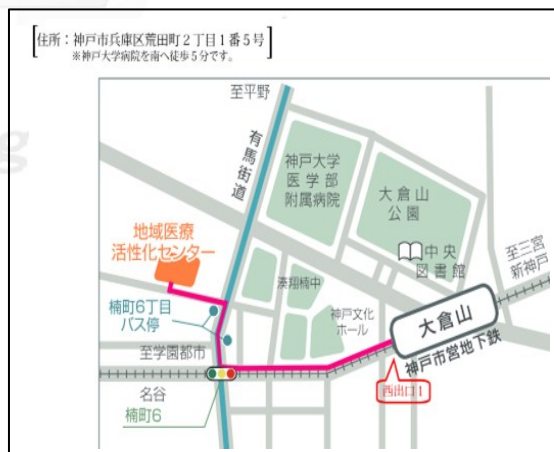 [住所：神戸市兵庫区荒田町２丁目１番５号]
※神戸大学病院を南へ徒歩５分です。
至平野
有馬街道
神戸大学
医学部
附属病院
大倉山
公園
中央
図書館
至三宮
新神戸
地域医療
活性化センター
楠町6丁目
バス停
湊翔楠中
神戸文化
ホール
大倉山
神戸市営地下鉄
至学園都市
名谷
西出口1
楠町6